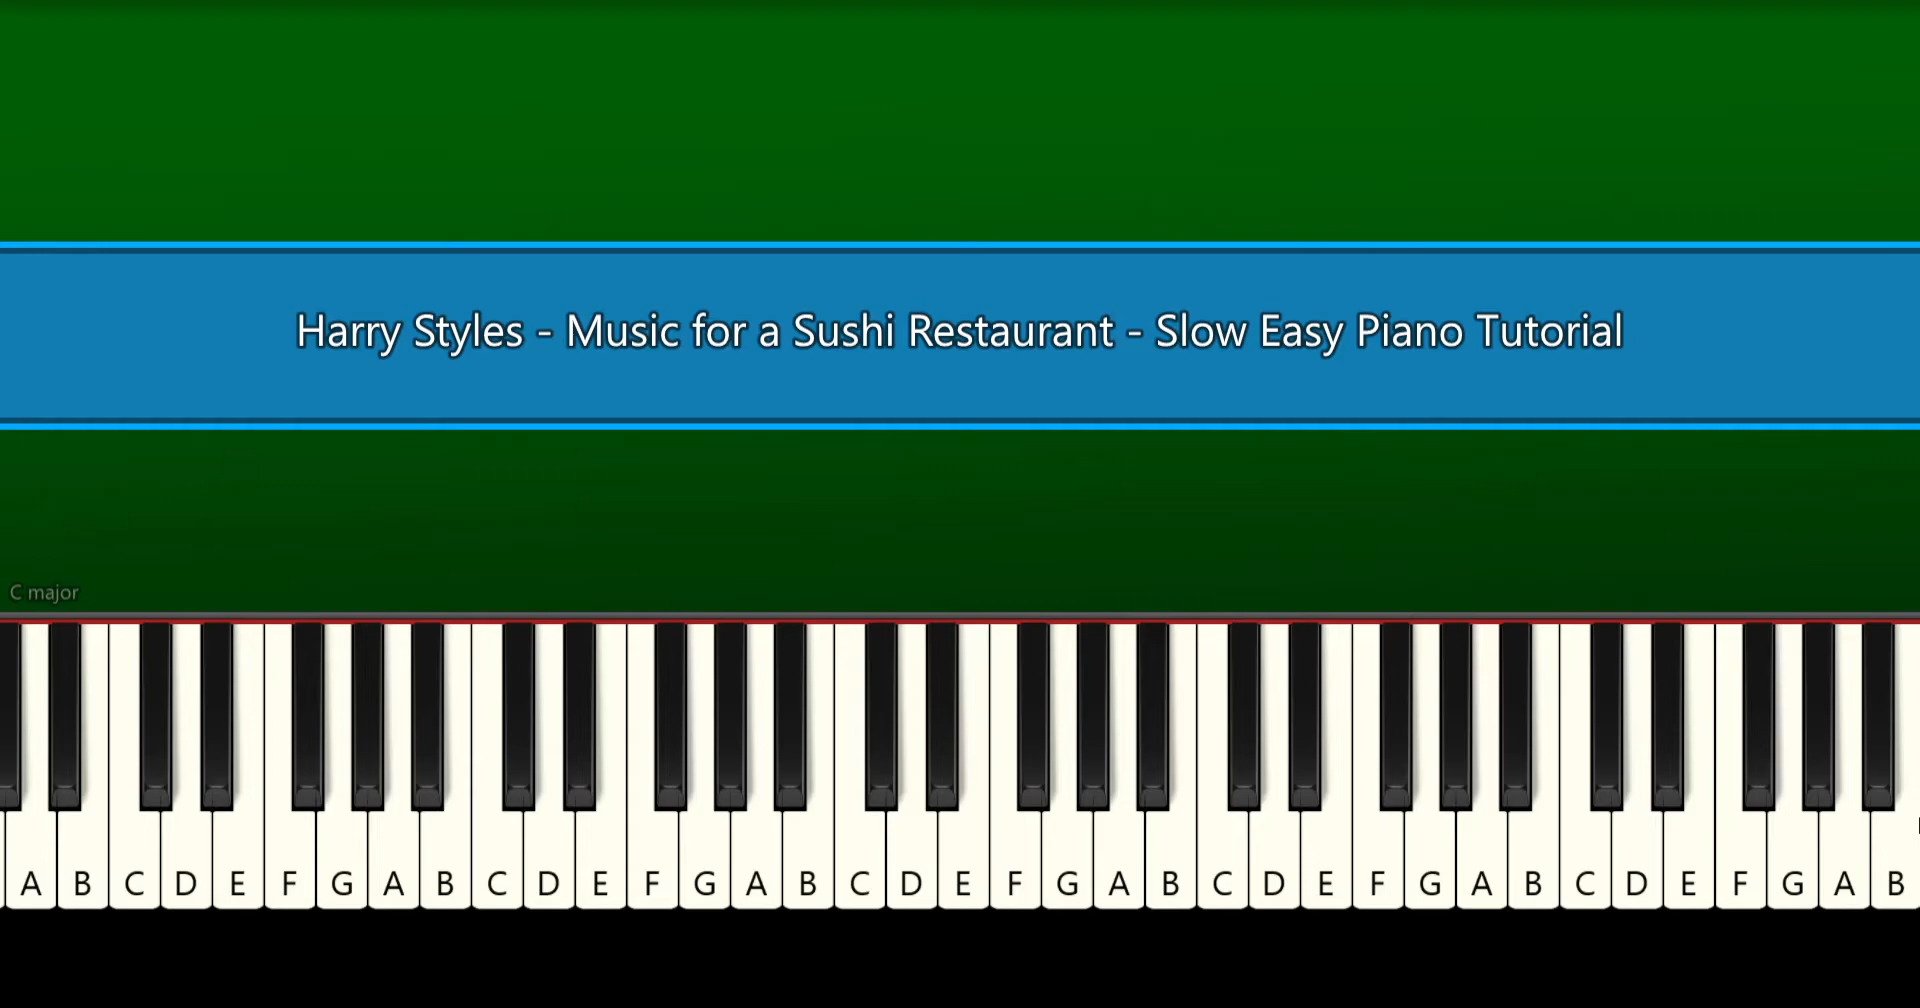 Harry Styles - Music for a Sushi Restaurant - Slow Easy Piano Tutorial
C major
A B C D E F G A B C D E F G A B C D E F G A B C D E F G A B C D E F G A B